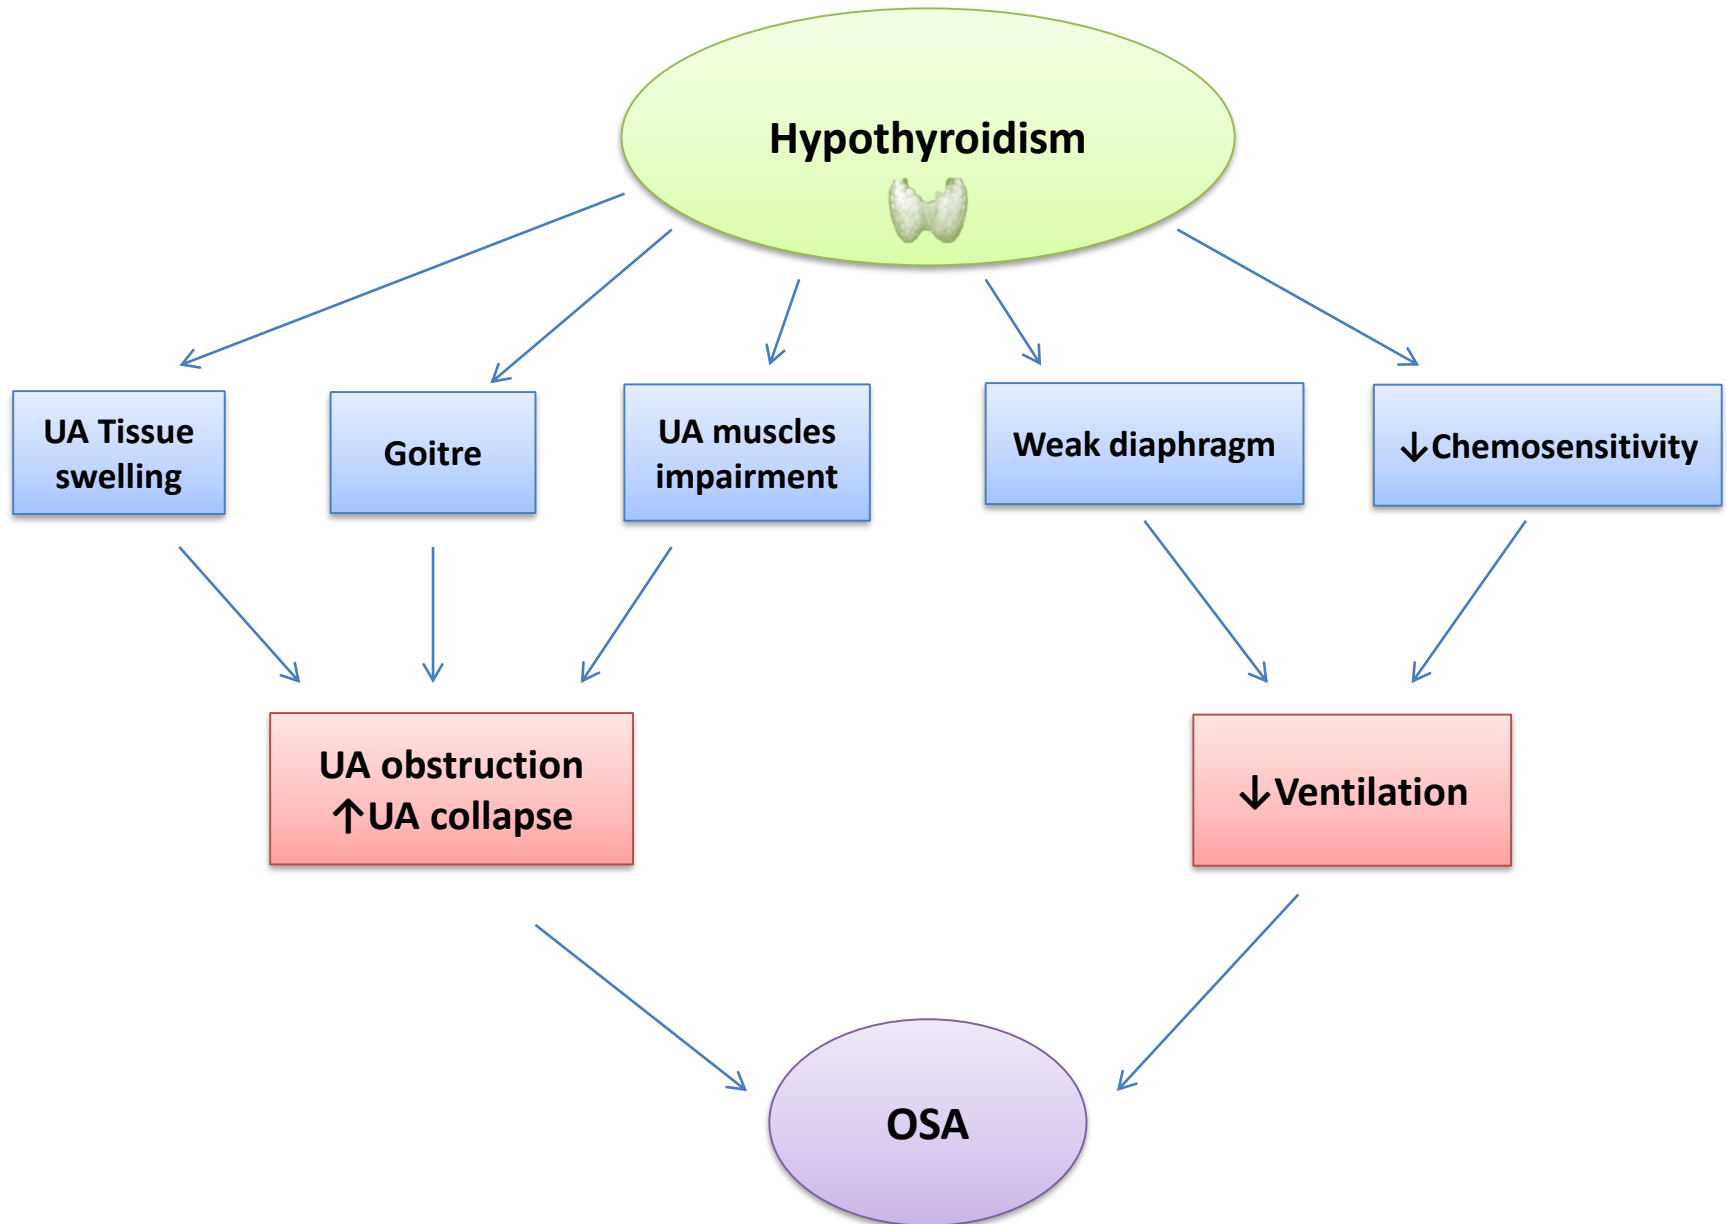 Hypothyroidism
UA Tissue
swelling
Goitre
UA muscles
impairment
Weak diaphragm
↓Chemosensitivity
UA obstruction
↑UA collapse
↓Ventilation
OSA